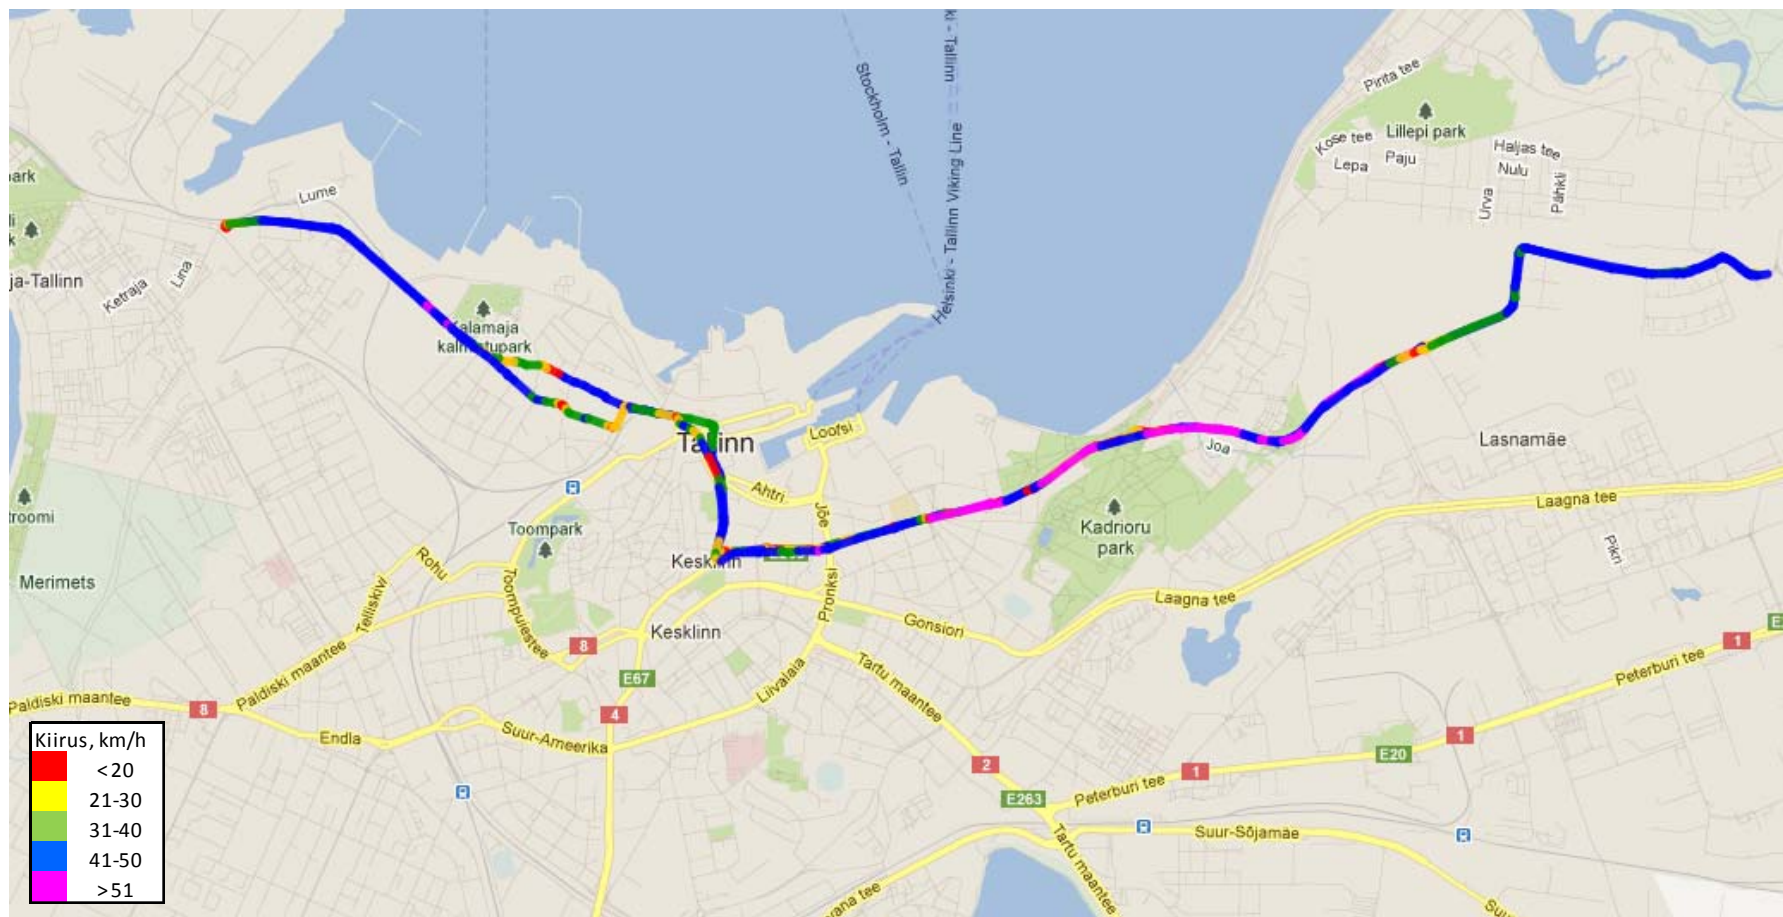 Stockholm - Tallin
ki - Tallinn
Helsinki - Tallinn Viking Line
Pirita tee
Lillepi park
Kose tee
Lepa
Paju
Haljas tee
Nulu
Urva
Pähkli
park
Lume
ja-Tallinn
Ketraja
Lina
Kalamaja
kalmistupark
Tallinn
Lootsi
Ahtri
Jõe
Joa
Lasnamäe
Laagna tee
Kadrioru
park
Pikri
Toompark
Kesklinn
Merimets
Rohu
Telliskivi
Toompuiestee
Pronksi
Gonsiori
Laagna tee
Kesklinn
8
E67
Liivalaia
Tartu maantee
Peterburi tee
1
Paldiski maantee
8
Paldiski maantee
4
Endla
Suur-Ameerika
2
E263
Peterburi tee
1
E20
1
Suur-Sõjamäe
Tartu maantee
Kiirus, km/h
<20
21-30
31-40
41-50
>51